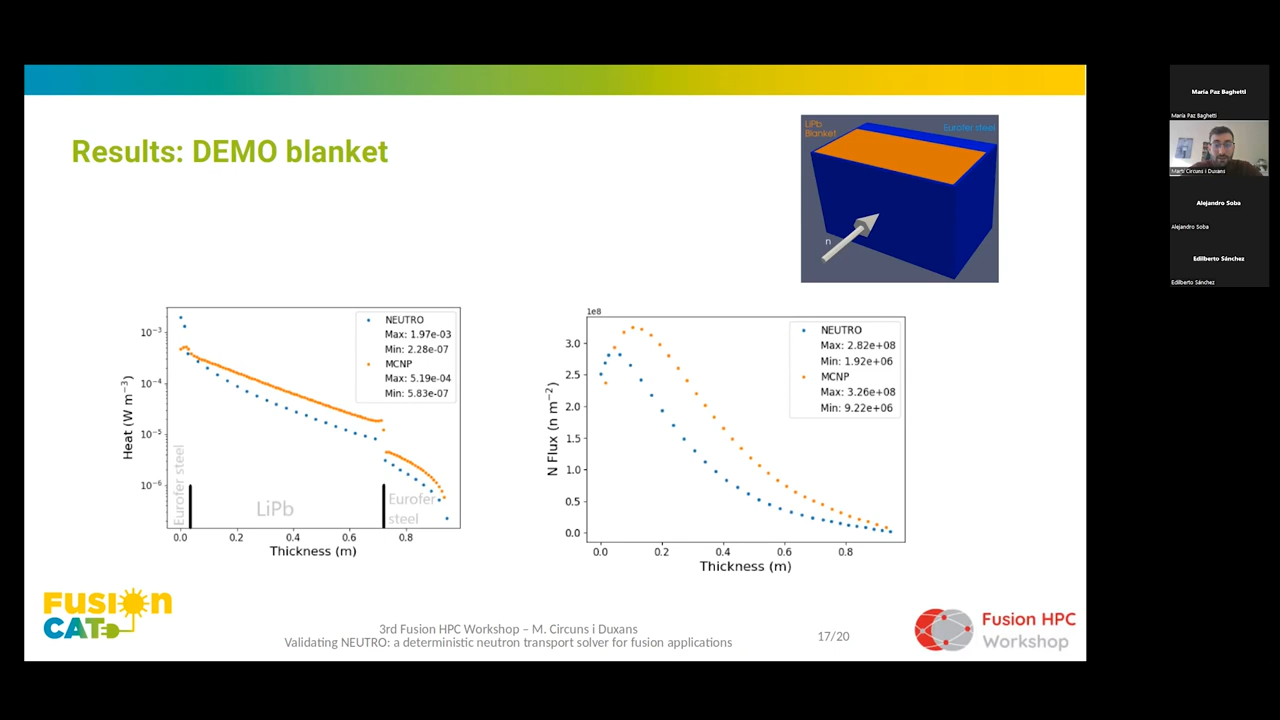 Results: DEMO blanket
LiPb
Blanket
Eurofer steel
n
NEUTRO
Max: 1.97e-03
Min: 2.28e-07
MCNP
Max: 5.19e-04
Min: 5.83e-07
Heat (W m⁻³)
10⁻³
10⁻⁴
10⁻⁵
10⁻⁶
Eurofer steel
LiPb
Eurofer
steel
0.0 0.2 0.4 0.6 0.8
Thickness (m)
1e8
NEUTRO
Max: 2.82e+08
Min: 1.92e+06
MCNP
Max: 3.26e+08
Min: 9.22e+06
N Flux (n m⁻²)
3.0
2.5
2.0
1.5
1.0
0.5
0.0
0.0 0.2 0.4 0.6 0.8
Thickness (m)
FUSION
CAT
3rd Fusion HPC Workshop – M. Circuns i Duxans
Validating NEUTRO: a deterministic neutron transport solver for fusion applications
17/20
Fusion HPC
Workshop
María Paz Baghetti
María Paz Baghetti
Martí Circuns i Duxans
Alejandro Soba
Alejandro Soba
Edilberto Sánchez
Edilberto Sánchez